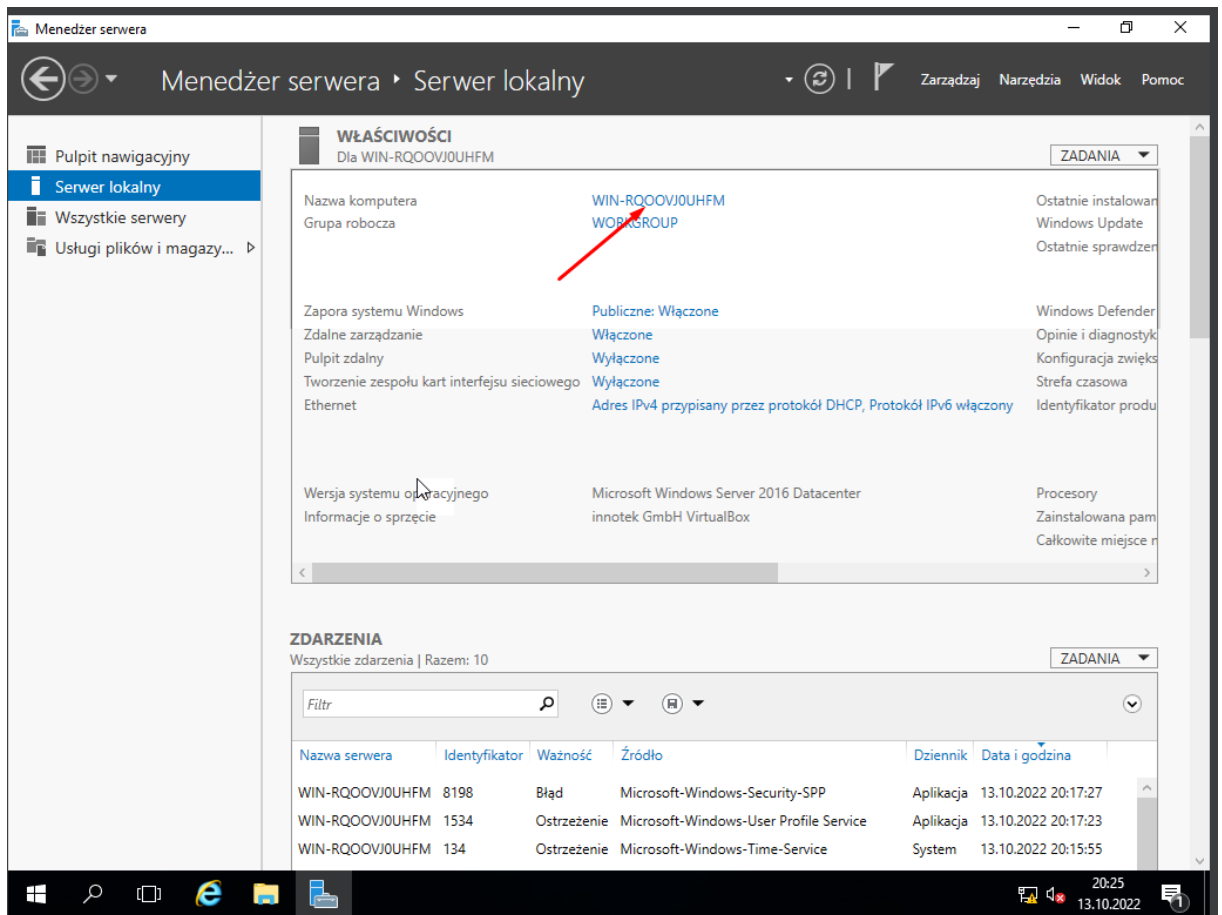 Menedżer serwera
Menedżer serwera Serwer lokalny
Zarządzaj Narzędzia Widok Pomoc
Pulpit nawigacyjny
Serwer lokalny
Wszystkie serwery
Usługi plików i magazy...
WŁAŚCIWOŚCI
Dla WIN-RQOOVJ0UHFM
ZADANIA
Nazwa komputera WIN-RQOOVJ0UHFM Ostatnie instalowan
Grupa robocza WORKGROUP Windows Update
Ostatnie sprawdzen
Zapora systemu Windows Publiczne: Włączone Windows Defender
Zdalne zarządzanie Włączone Opinie i diagnostyk
Pulpit zdalny Wyłączone Konfiguracja zwięks
Tworzenie zespołu kart interfejsu sieciowego Wyłączone Strefa czasowa
Ethernet Adres IPv4 przypisany przez protokół DHCP, Protokół IPv6 włączony Identyfikator produ
Wersja systemu operacyjnego Microsoft Windows Server 2016 Datacenter Procesory
Informacje o sprzęcie innotek GmbH VirtualBox Zainstalowana pam
Całkowite miejsce n
ZDARZENIA
Wszystkie zdarzenia | Razem: 10
ZADANIA
Filtr
Nazwa serwera Identyfikator Ważność Źródło Dziennik Data i godzina
WIN-RQOOVJ0UHFM 8198 Błąd Microsoft-Windows-Security-SPP Aplikacja 13.10.2022 20:17:27
WIN-RQOOVJ0UHFM 1534 Ostrzeżenie Microsoft-Windows-User Profile Service Aplikacja 13.10.2022 20:17:23
WIN-RQOOVJ0UHFM 134 Ostrzeżenie Microsoft-Windows-Time-Service System 13.10.2022 20:15:55
20:25
13.10.2022
1